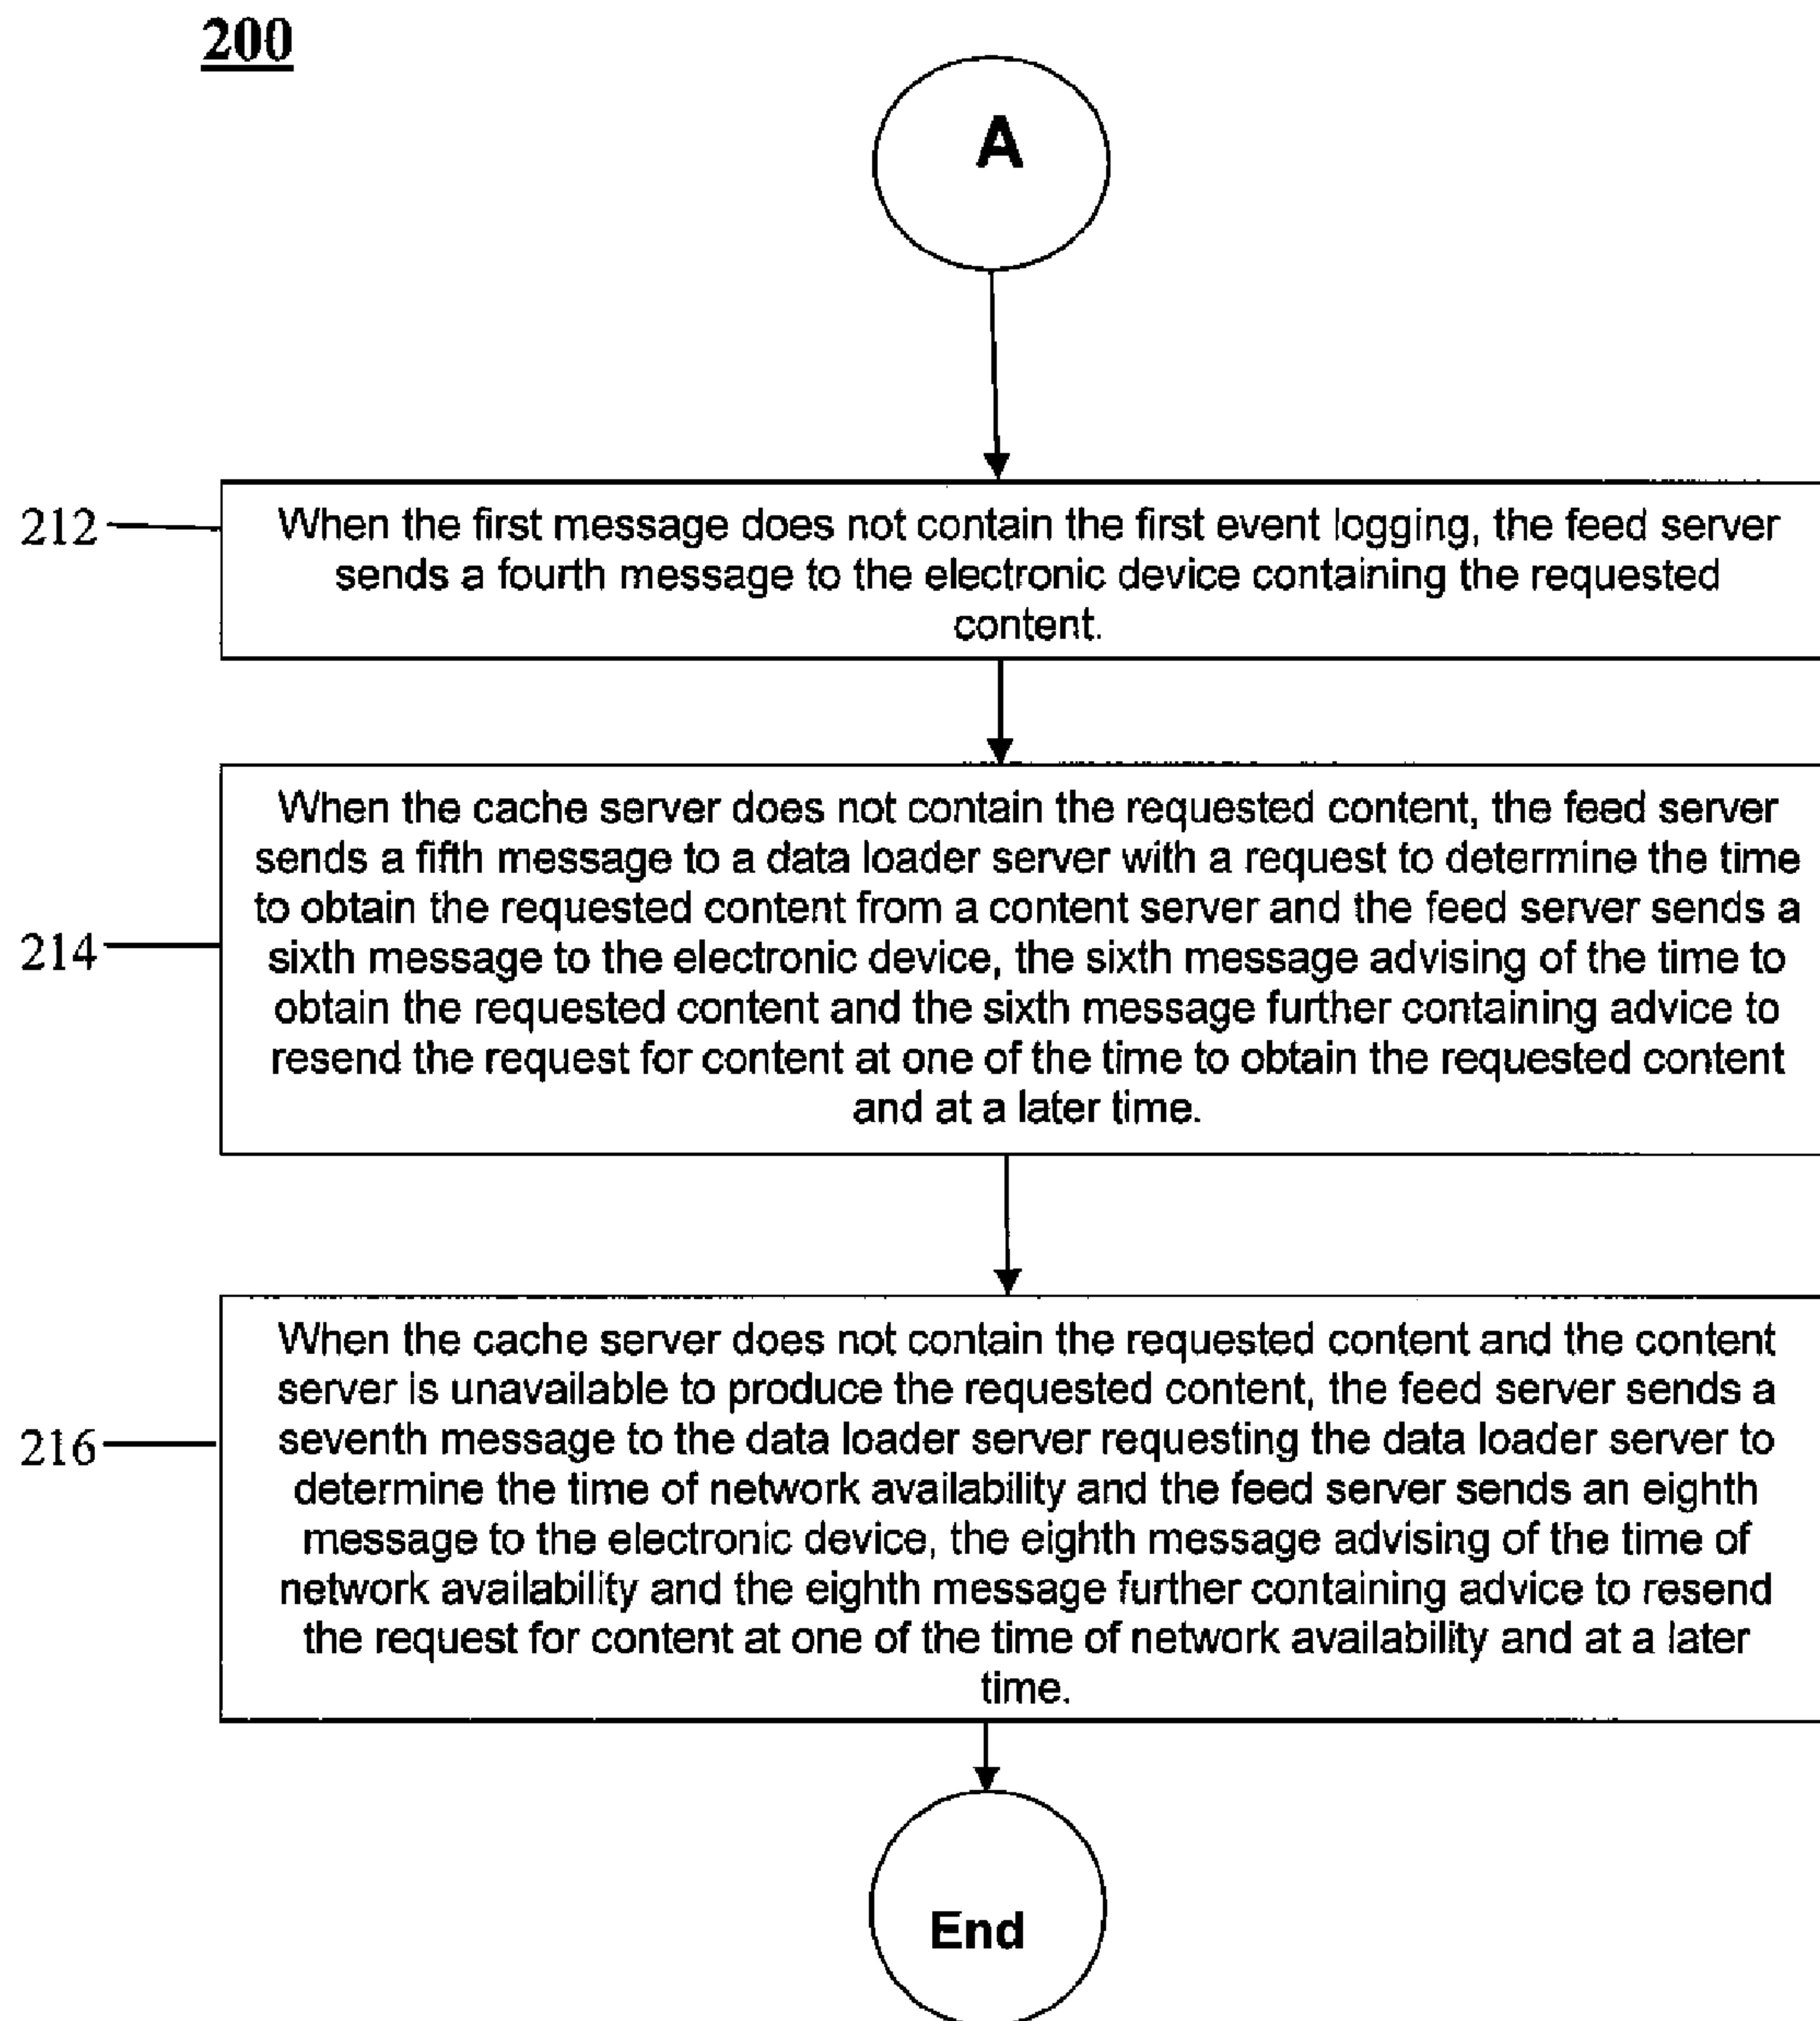 200
A
212
When the first message does not contain the first event logging, the feed server
sends a fourth message to the electronic device containing the requested
content.
214
When the cache server does not contain the requested content, the feed server
sends a fifth message to a data loader server with a request to determine the time
to obtain the requested content from a content server and the feed server sends a
sixth message to the electronic device, the sixth message advising of the time to
obtain the requested content and the sixth message further containing advice to
resend the request for content at one of the time to obtain the requested content
and at a later time.
216
When the cache server does not contain the requested content and the content
server is unavailable to produce the requested content, the feed server sends a
seventh message to the data loader server requesting the data loader server to
determine the time of network availability and the feed server sends an eighth
message to the electronic device, the eighth message advising of the time of
network availability and the eighth message further containing advice to resend
the request for content at one of the time of network availability and at a later
time.
End